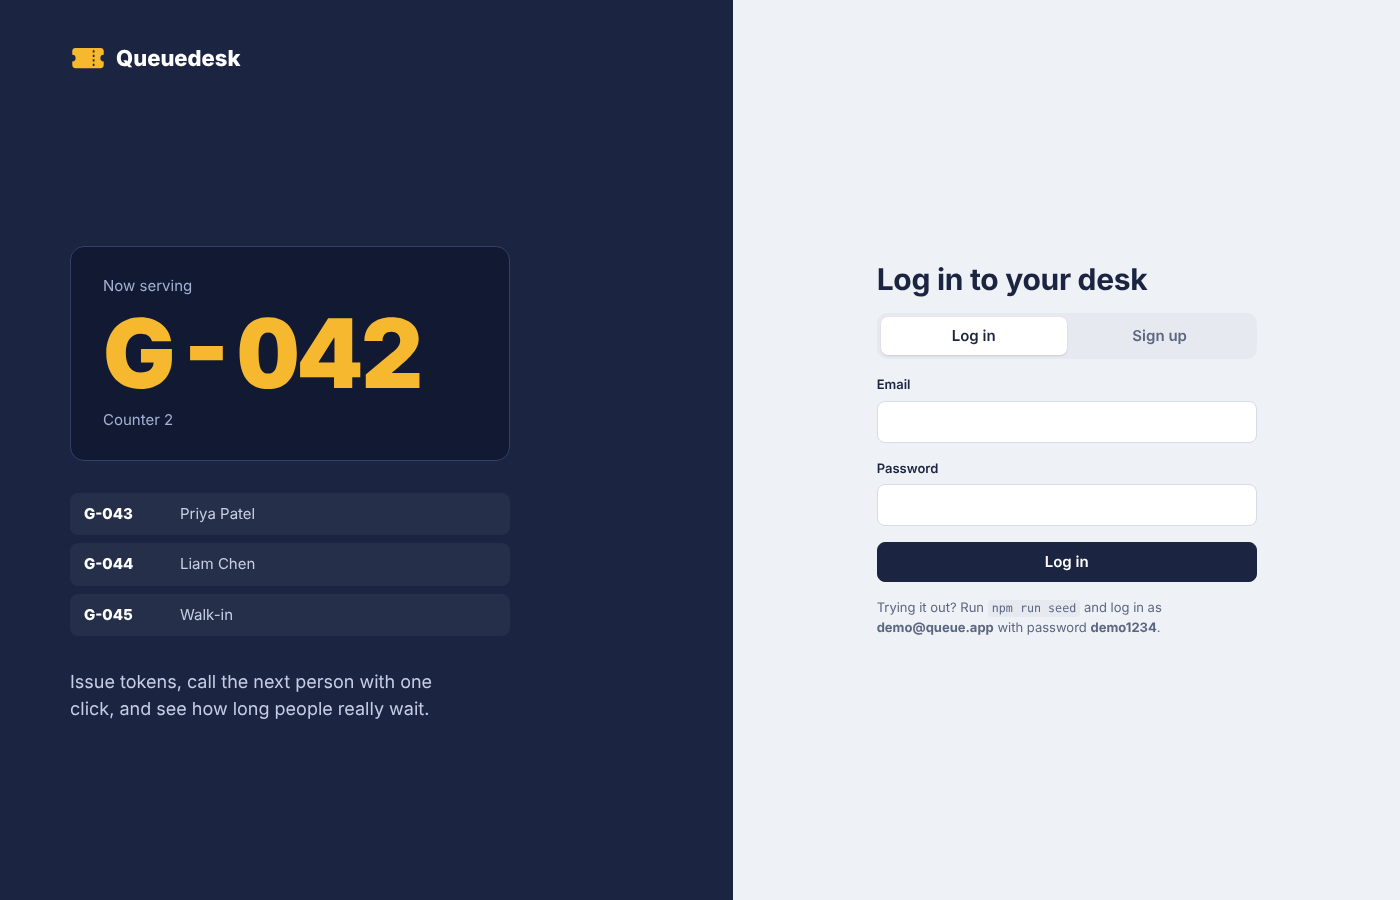 Queuedesk
Now serving
G-042
Counter 2
G-043 Priya Patel
G-044 Liam Chen
G-045 Walk-in
Issue tokens, call the next person with one
click, and see how long people really wait.
Log in to your desk
Log in Sign up
Email
Password
Log in
Trying it out? Run npm run seed and log in as
demo@queue.app with password demo1234.